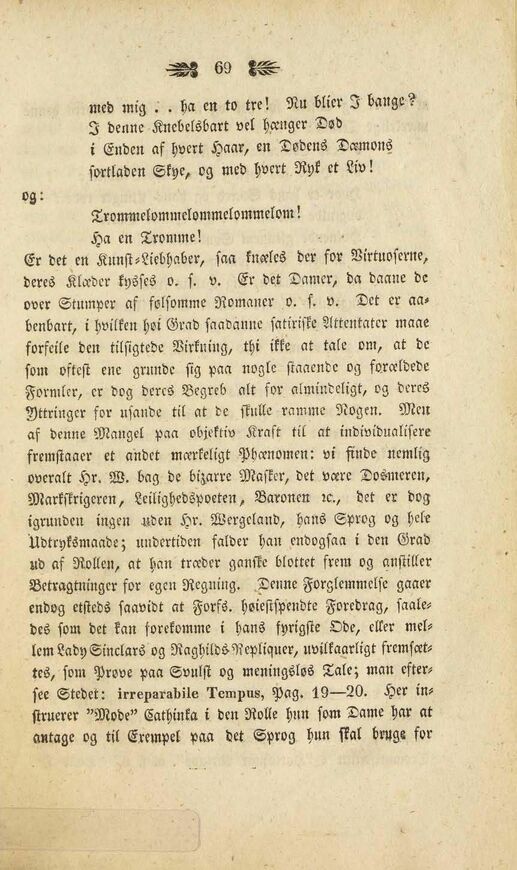 69
med mig . . ha en to tre! Nu blier I bange?
I denne Knebelsbart vel hænger Død
i Enden af hvert Haar, en Dødens Dæmons
sortladen Skye, og med hvert Ryk et Liv!
og:
Trommelommelommelommelom!
Ha en Tromme!
Er det en Kunst-Liebhaber, saa knæles der for Virtuoserne,
deres Klæder kysses o. s. v. Er det Damer, da daane de
over Stumper af følsomme Romaner o. s. v. Det er aa-
benbart, i hvilken høi Grad saadanne satiriske Attentater maae
forfeile den tilsigtede Virkning, thi ikke at tale om, at de
som oftest ene grunde sig paa nogle staaende og forældede
Formler, er dog deres Begreb alt for almindeligt, og deres
Yttringer for usande til at de skulle ramme Nogen. Men
af denne Mangel paa objektiv Kraft til at individualisere
fremstaaer et andet mærkeligt Phænomen: vi finde nemlig
overalt Hr. W. bag de bizarre Masker, det være Dosmeren,
Markskrigeren, Leilighedspoeten, Baronen ꝛc., det er dog
igrunden ingen uden Hr. Wergeland, hans Sprog og hele
Udtryksmaade; undertiden falder han endogsaa i den Grad
ud af Rollen, at han træder ganske blottet frem og anstiller
Betragtninger for egen Regning. Denne Forglemmelse gaaer
endog etsteds saavidt at Forfs. høiestspendte Foredrag, saale-
des som det kan forekomme i hans fyrigste Ode, eller mel-
lem Lady Sinclars og Raghilds Repliquer, uvilkaarligt fremsæt-
tes, som Prøve paa Svulst og meningsløs Tale; man efter-
see Stedet: irreparabile Tempus, Pag. 19—20. Her in-
struerer "Mode" Cathinka i den Rolle hun som Dame har at
antage og til Exempel paa det Sprog hun skal bruge for